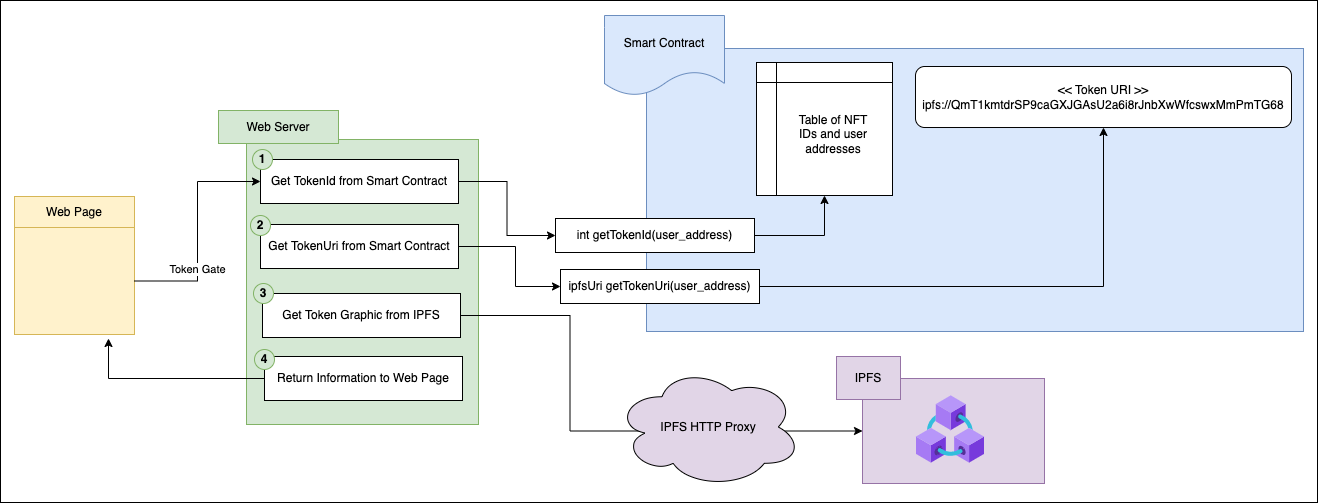 Smart Contract
<< Token URI >>
ipfs://QmT1kmtdrSP9caGXJGAsU2a6i8rJnbXwWfcswxMmPmTG68
Table of NFT
IDs and user
addresses
Web Server
1
Get TokenId from Smart Contract
Web Page
2
Get TokenUri from Smart Contract
int getTokenId(user_address)
Token Gate
ipfsUri getTokenUri(user_address)
3
Get Token Graphic from IPFS
4
Return Information to Web Page
IPFS
IPFS HTTP Proxy